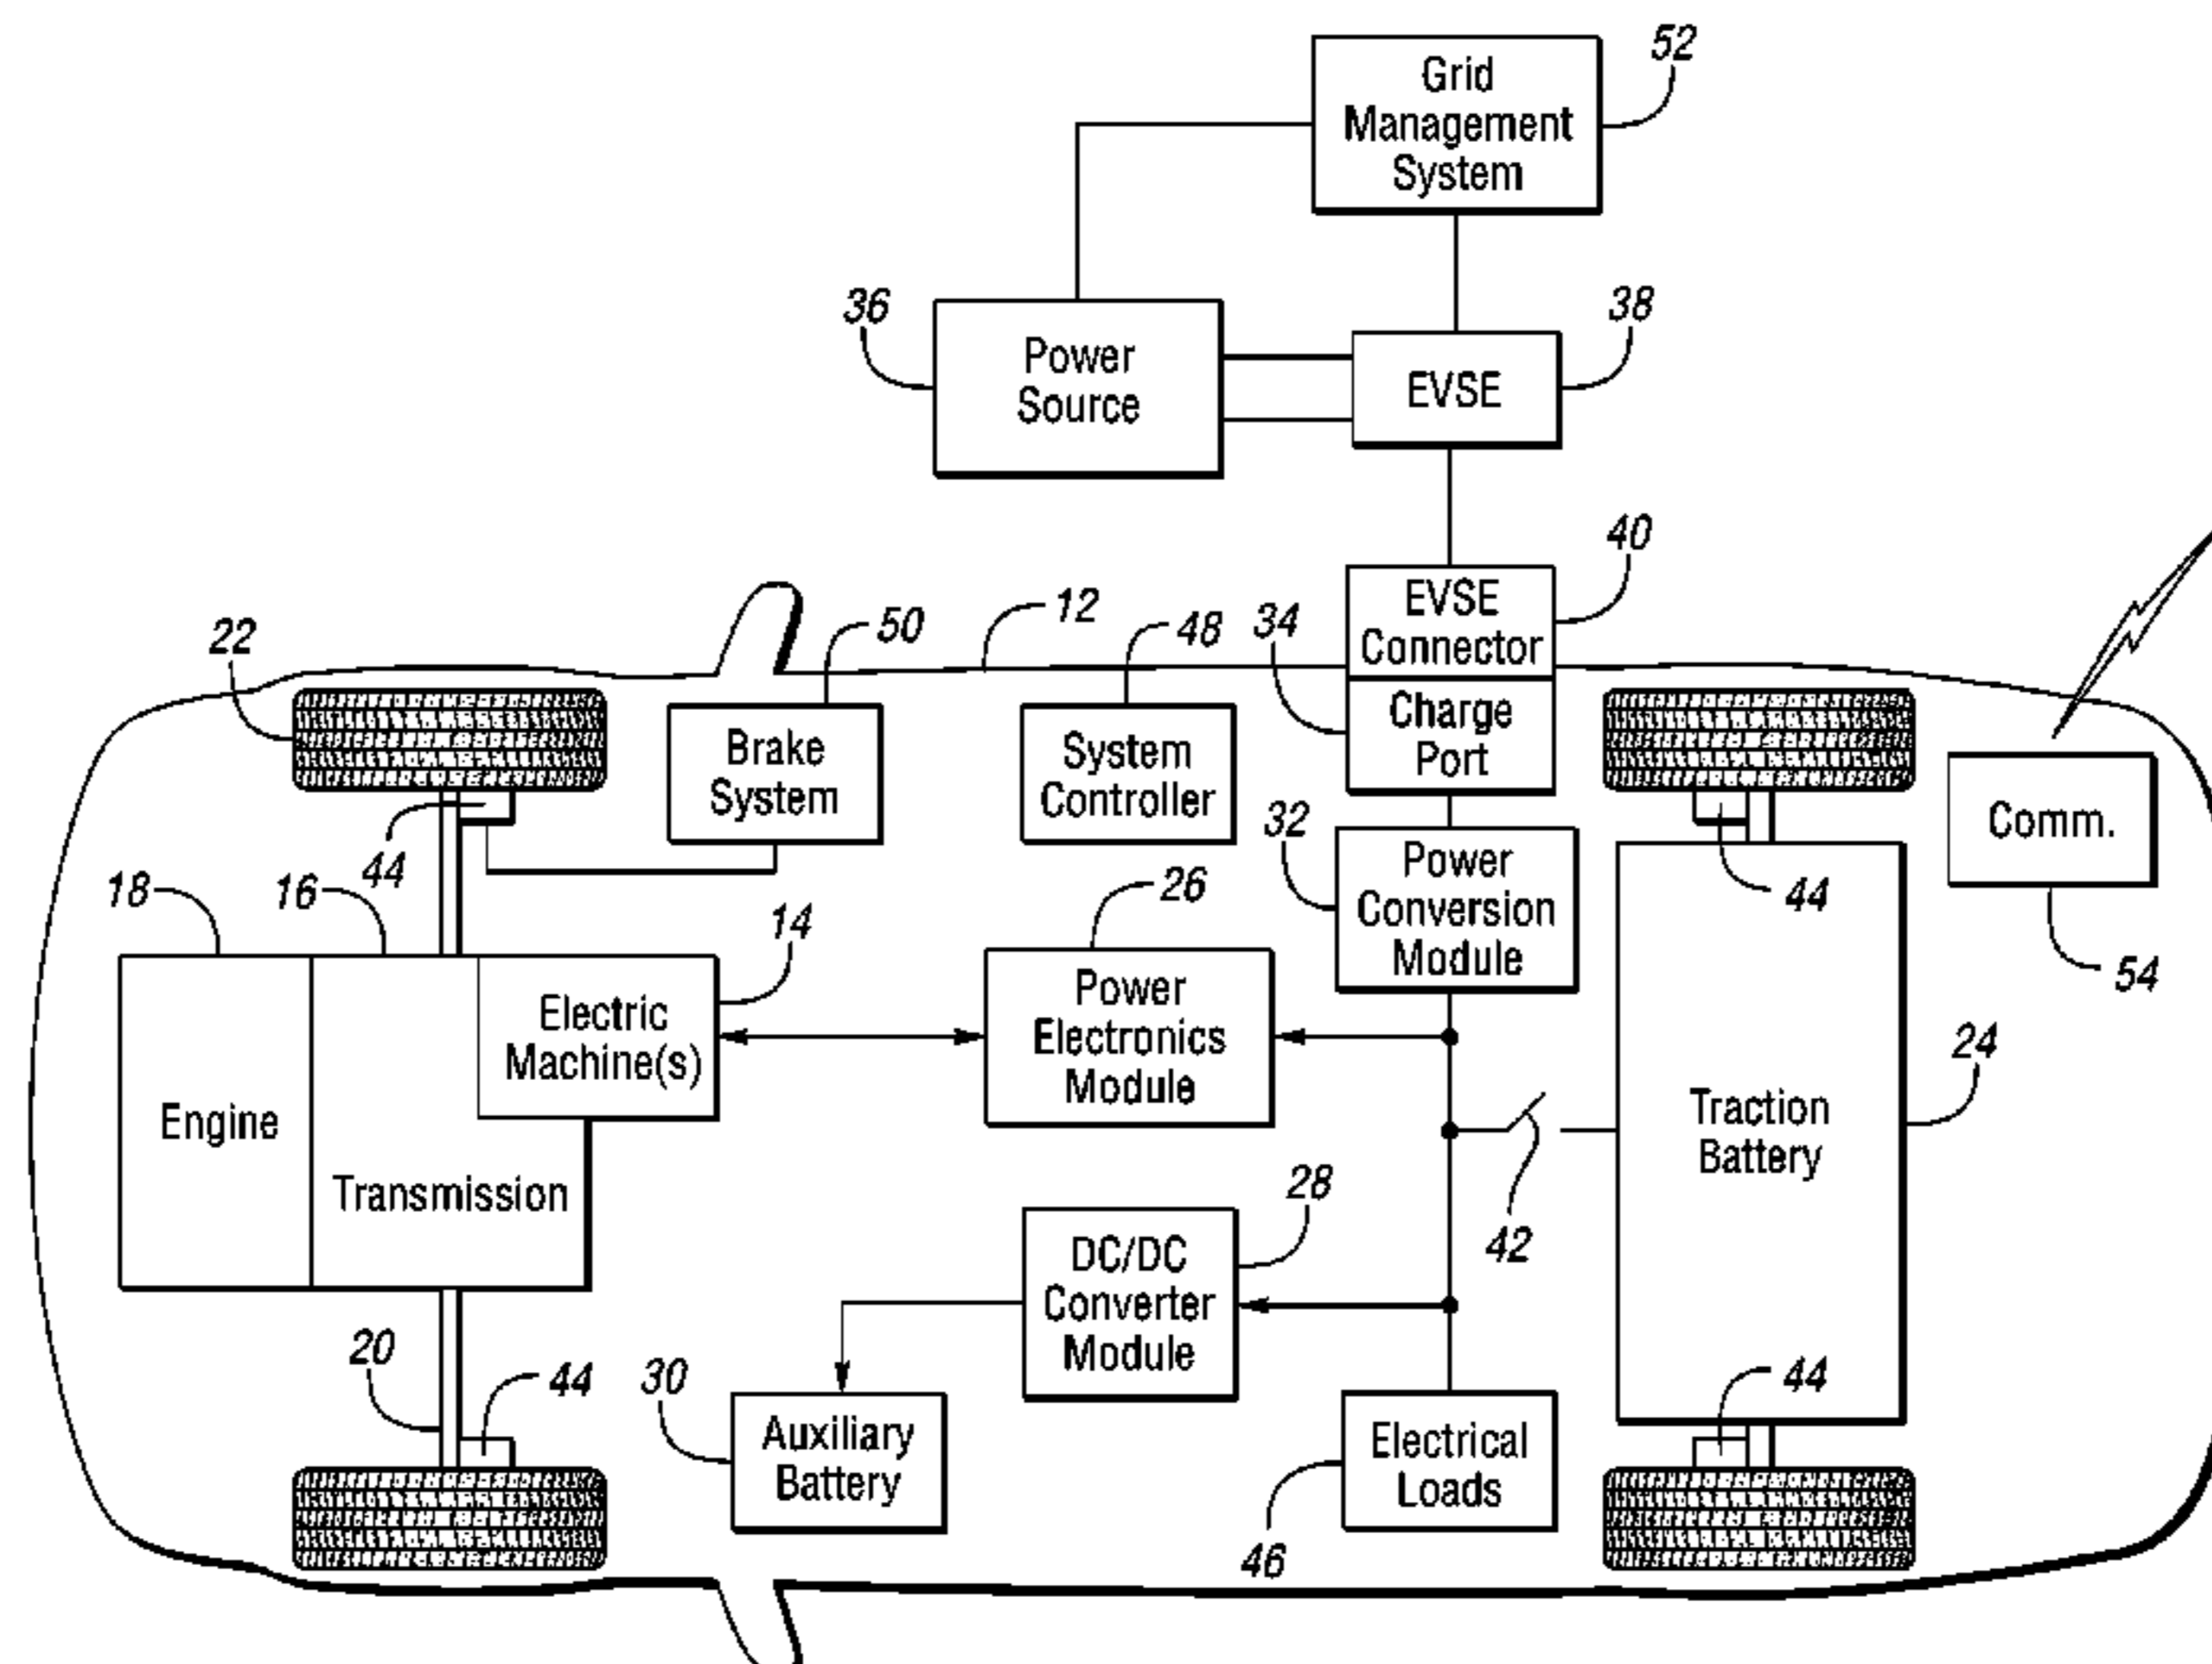 52
Grid
Management
System
36
Power
Source
38
EVSE
40
EVSE
Connector
12
34
Charge
Port
22
50
Brake
System
48
System
Controller
44
32
Power
Conversion
Module
44
Comm.
54
18
16
14
Electric
Machine(s)
Engine
Transmission
26
Power
Electronics
Module
24
Traction
Battery
42
28
DC/DC
Converter
Module
20
44
30
Auxiliary
Battery
Electrical
Loads
46
44